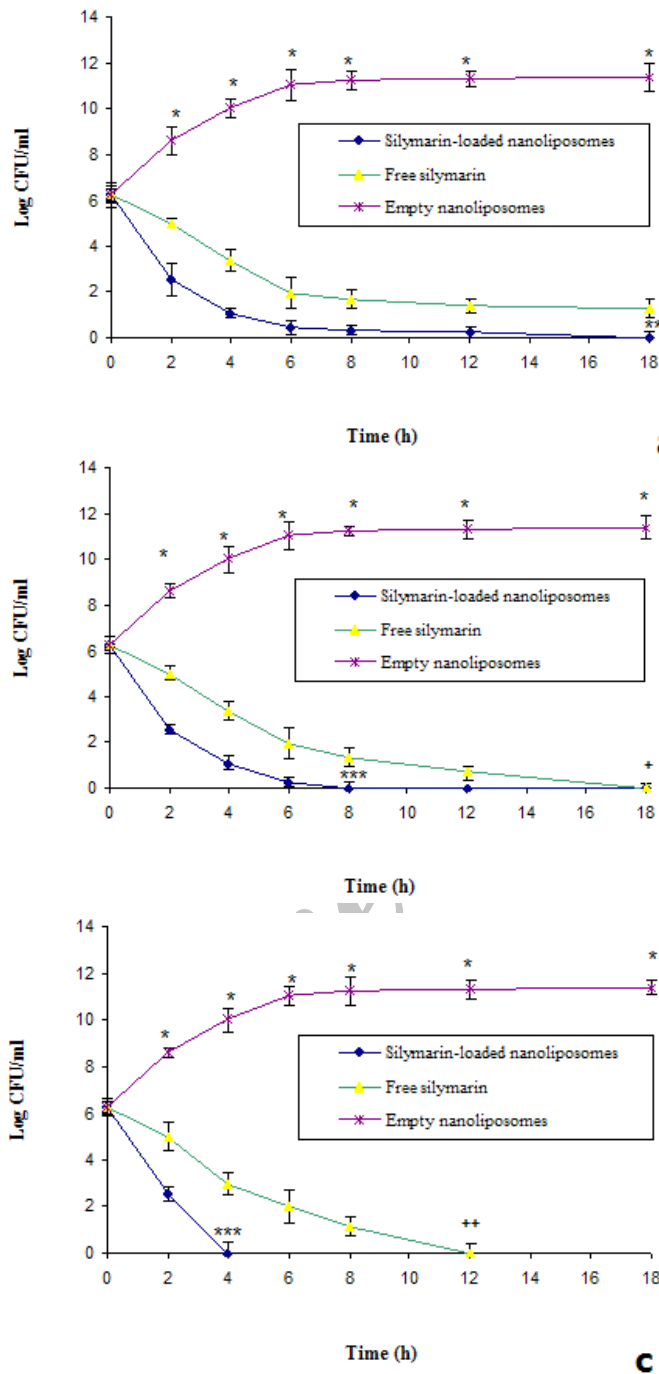 14
12
10
8
6
4
2
0
Log CFU/ml
* * * * * * *
Silymarin-loaded nanoliposomes
Free silymarin
Empty nanoliposomes
**
0 2 4 6 8 10 12 14 16 18
Time (h)
14
12
10
8
6
4
2
0
Log CFU/ml
* * * * * * *
Silymarin-loaded nanoliposomes
Free silymarin
Empty nanoliposomes
*** +
0 2 4 6 8 10 12 14 16 18
Time (h)
14
12
10
8
6
4
2
0
Log CFU/ml
* * * * * * *
Silymarin-loaded nanoliposomes
Free silymarin
Empty nanoliposomes
*** ++
0 2 4 6 8 10 12 14 16 18
Time (h)
c